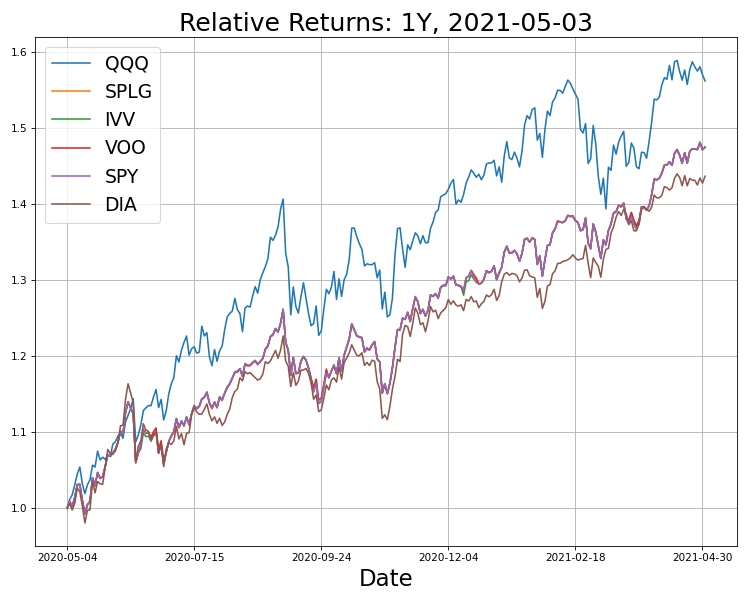 Relative Returns: 1Y, 2021-05-03
QQQ
SPLG
IVV
VOO
SPY
DIA
1.6
1.5
1.4
1.3
1.2
1.1
1.0
2020-05-04 2020-07-15 2020-09-24 2020-12-04 2021-02-18 2021-04-30
Date